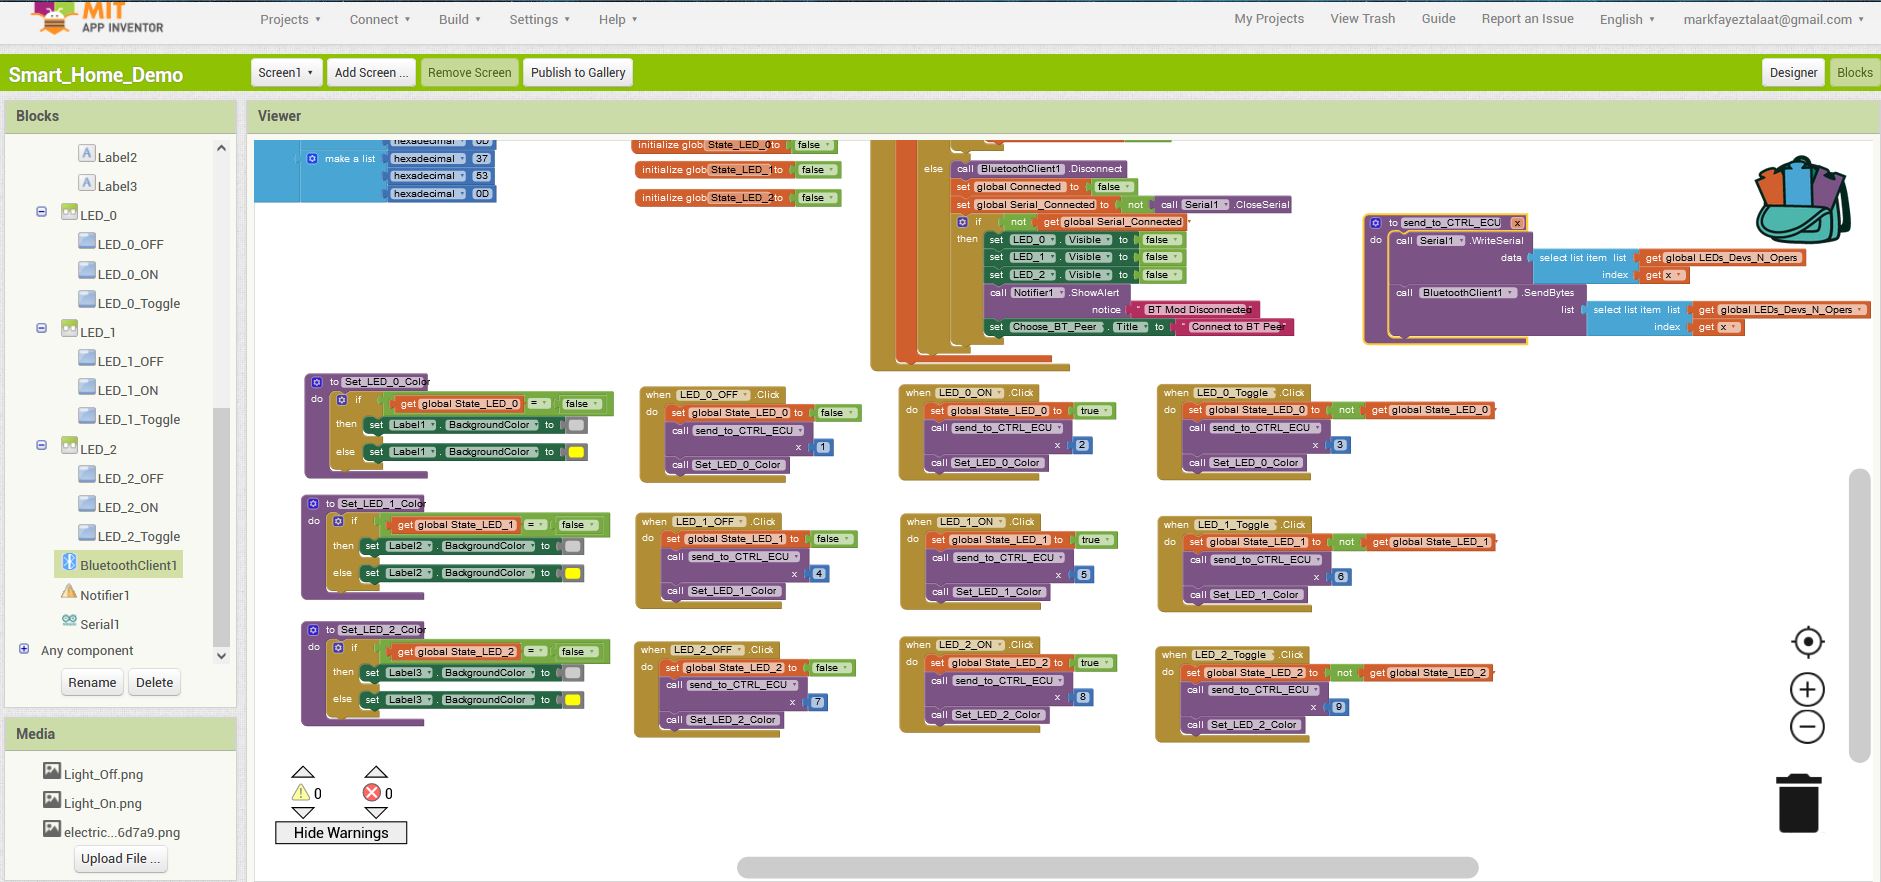 MIT
APP INVENTOR
Projects
Connect
Build
Settings
Help
My Projects
View Trash
Guide
Report an Issue
English
markfayeztalaat@gmail.com
Smart_Home_Demo
Screen1
Add Screen ...
Remove Screen
Publish to Gallery
Designer
Blocks
Blocks
Label2
Label3
LED_0
LED_0_OFF
LED_0_ON
LED_0_Toggle
LED_1
LED_1_OFF
LED_1_ON
LED_1_Toggle
LED_2
LED_2_OFF
LED_2_ON
LED_2_Toggle
BluetoothClient1
Notifier1
Serial1
Any component
Rename
Delete
Media
Light_Off.png
Light_On.png
electric...6d7a9.png
Upload File ...
Viewer
hexadecimal 0D
make a list hexadecimal 37
hexadecimal 53
hexadecimal 0D
initialize glob State_LED_0 to false
initialize glob State_LED_1 to false
initialize glob State_LED_2 to false
else call BluetoothClient1 .Disconnect
set global Connected to false
set global Serial_Connected to not call Serial1 .CloseSerial
if not get global Serial_Connected
then set LED_0 . Visible to false
set LED_1 . Visible to false
set LED_2 . Visible to false
call Notifier1 .ShowAlert
notice " BT Mod Disconnected
set Choose_BT_Peer . Title to " Connect to BT Peer
to send_to_CTRL_ECU x
do call Serial1 .WriteSerial
data select list item list get global LEDs_Devs_N_Opers
index get x
call BluetoothClient1 .SendBytes
list select list item list get global LEDs_Devs_N_Opers
index get x
to Set_LED_0_Color
do if get global State_LED_0 = false
then set Label1 . BackgroundColor to
else set Label1 . BackgroundColor to
when LED_0_OFF .Click
do set global State_LED_0 to false
call send_to_CTRL_ECU
x 1
call Set_LED_0_Color
when LED_0_ON .Click
do set global State_LED_0 to true
call send_to_CTRL_ECU
x 2
call Set_LED_0_Color
when LED_0_Toggle .Click
do set global State_LED_0 to not get global State_LED_0
call send_to_CTRL_ECU
x 3
call Set_LED_0_Color
to Set_LED_1_Color
do if get global State_LED_1 = false
then set Label2 . BackgroundColor to
else set Label2 . BackgroundColor to
when LED_1_OFF .Click
do set global State_LED_1 to false
call send_to_CTRL_ECU
x 4
call Set_LED_1_Color
when LED_1_ON .Click
do set global State_LED_1 to true
call send_to_CTRL_ECU
x 5
call Set_LED_1_Color
when LED_1_Toggle .Click
do set global State_LED_1 to not get global State_LED_1
call send_to_CTRL_ECU
x 6
call Set_LED_1_Color
to Set_LED_2_Color
do if get global State_LED_2 = false
then set Label3 . BackgroundColor to
else set Label3 . BackgroundColor to
when LED_2_OFF .Click
do set global State_LED_2 to false
call send_to_CTRL_ECU
x 7
call Set_LED_2_Color
when LED_2_ON .Click
do set global State_LED_2 to true
call send_to_CTRL_ECU
x 8
call Set_LED_2_Color
when LED_2_Toggle .Click
do set global State_LED_2 to not get global State_LED_2
call send_to_CTRL_ECU
x 9
call Set_LED_2_Color
0 0
Hide Warnings